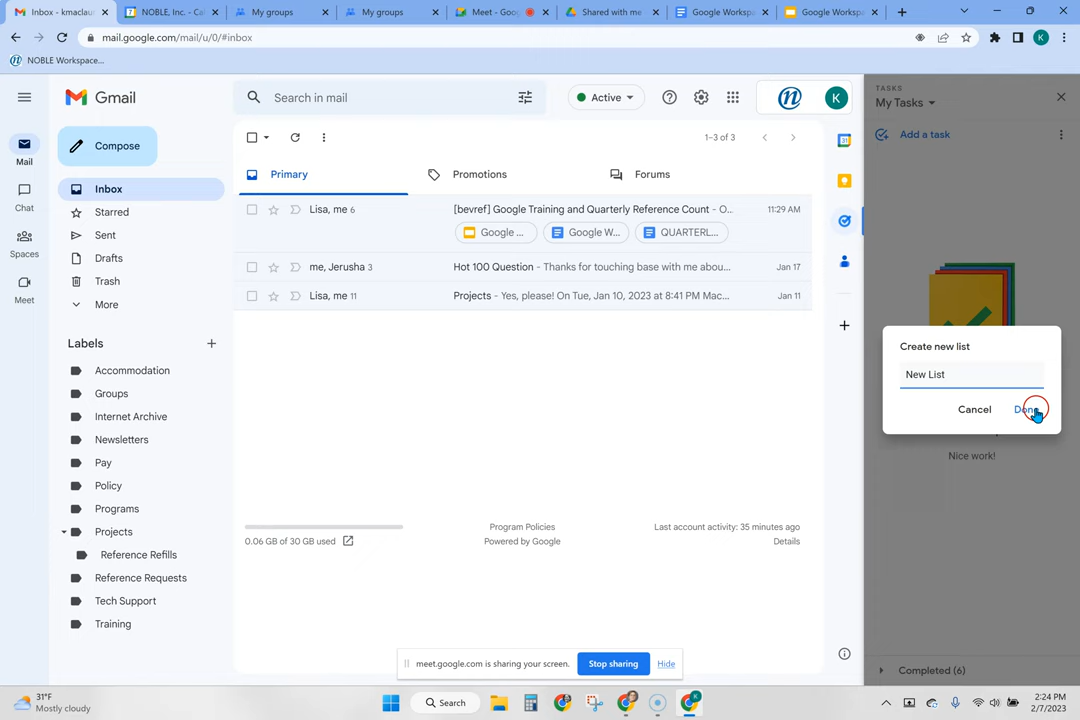 Inbox - kmaclau
NOBLE, Inc. - Cal
My groups
My groups
Meet - Goog
Shared with me
Google Worksp
Google Workspa
mail.google.com/mail/u/0/#inbox
K
NOBLE Workspace...
Gmail
Search in mail
Active
n
K
TASKS
My Tasks
Compose
Add a task
1–3 of 3
Mail
Primary
Promotions
Forums
31
Inbox
Chat
Starred
Lisa, me 6
[bevref] Google Training and Quarterly Reference Count - O...
11:29 AM
Sent
Google ...
Google W...
QUARTERL...
Spaces
Drafts
me, Jerusha 3
Hot 100 Question - Thanks for touching base with me abou...
Jan 17
Trash
Meet
Lisa, me 11
Projects - Yes, please! On Tue, Jan 10, 2023 at 8:41 PM Mac...
Jan 11
More
Labels
Create new list
Accommodation
New List
Groups
Cancel
Done
Internet Archive
Newsletters
Nice work!
Pay
Policy
Programs
Projects
0.06 GB of 30 GB used
Program Policies
Powered by Google
Last account activity: 35 minutes ago
Details
Reference Refills
Reference Requests
Tech Support
Training
meet.google.com is sharing your screen.
Stop sharing
Hide
Completed (6)
31°F
Mostly cloudy
Search
K
2:24 PM
2/7/2023